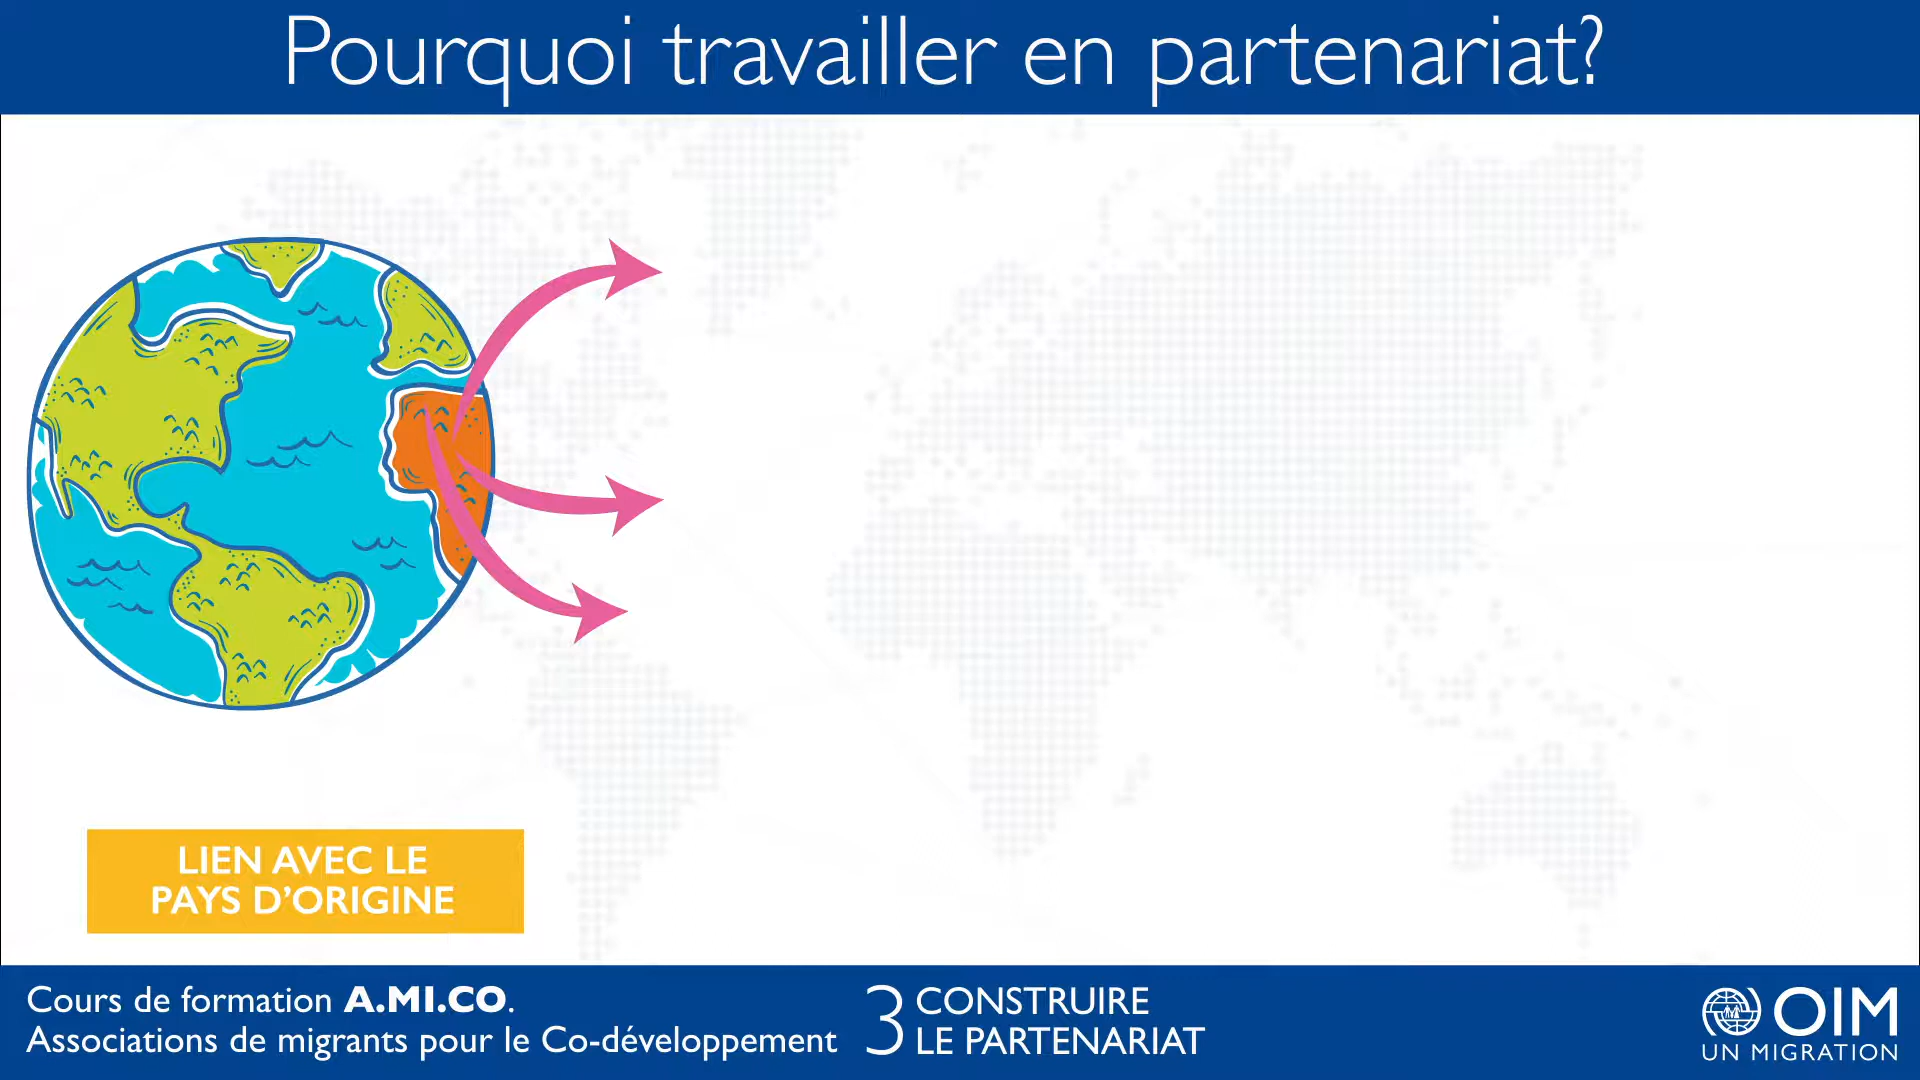 Pourquoi travailler en partenariat?
LIEN AVEC LE
PAYS D’ORIGINE
Cours de formation A.MI.CO.
Associations de migrants pour le Co-développement
3 CONSTRUIRE
LE PARTENARIAT
OIM
UN MIGRATION